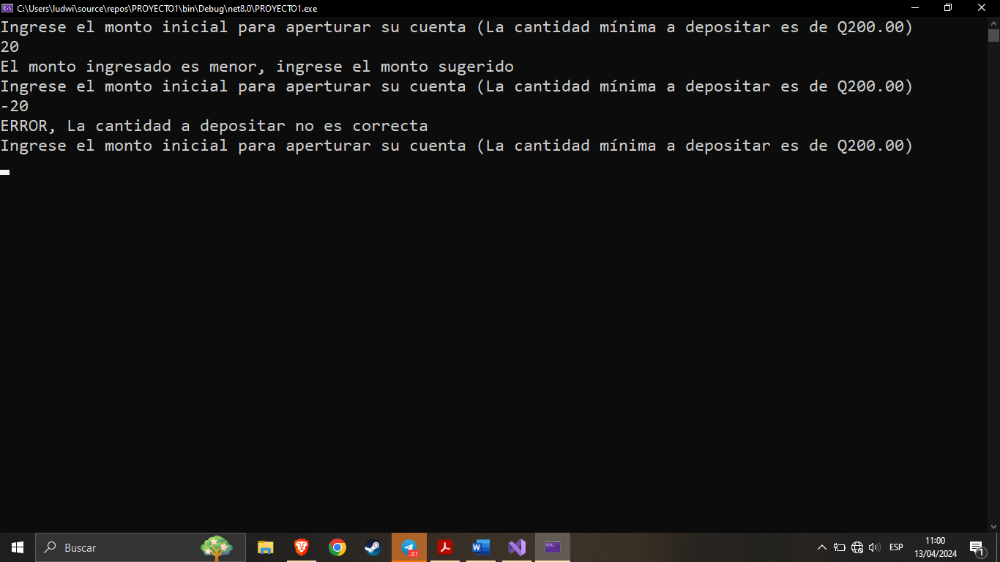 C:\Users\ludwi\source\repos\PROYECTO1\bin\Debug\net8.0\PROYECTO1.exe
Ingrese el monto inicial para aperturar su cuenta (La cantidad mínima a depositar es de Q200.00)
20
El monto ingresado es menor, ingrese el monto sugerido
Ingrese el monto inicial para aperturar su cuenta (La cantidad mínima a depositar es de Q200.00)
-20
ERROR, La cantidad a depositar no es correcta
Ingrese el monto inicial para aperturar su cuenta (La cantidad mínima a depositar es de Q200.00)
Buscar
.01
ESP
11:00
13/04/2024
1